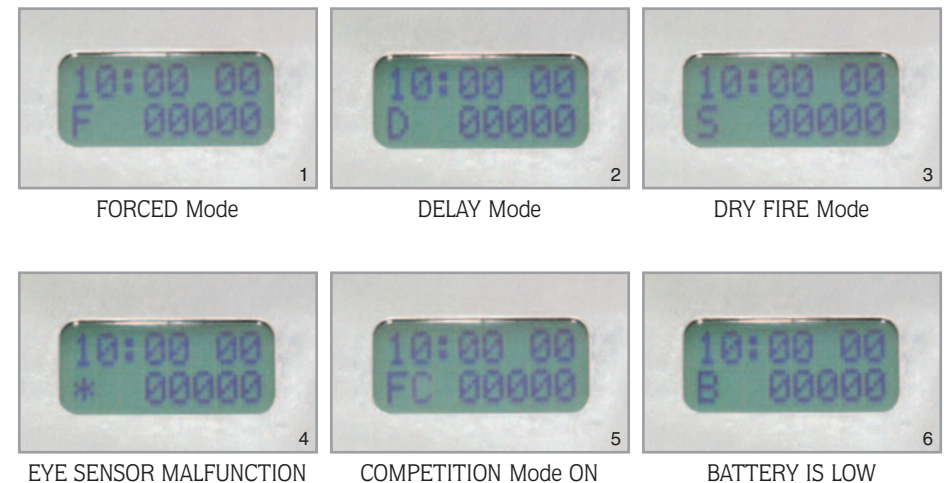 10:00 00
F 00000
1
FORCED Mode
10:00 00
D 00000
2
DELAY Mode
10:00 00
S 00000
3
DRY FIRE Mode
10:00 00
* 00000
4
EYE SENSOR MALFUNCTION
10:00 00
FC 00000
5
COMPETITION Mode ON
10:00 00
B 00000
6
BATTERY IS LOW